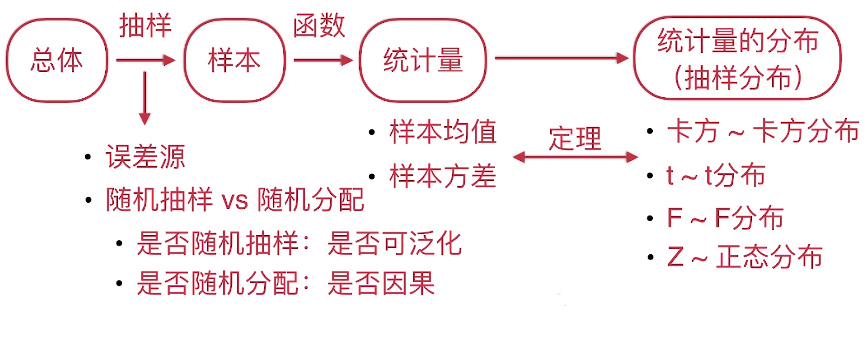 抽样
函数
总体
样本
统计量
统计量的分布
（抽样分布）
误差源
随机抽样 vs 随机分配
是否随机抽样：是否可泛化
是否随机分配：是否因果
样本均值
样本方差
定理
卡方 ~ 卡方分布
t ~ t分布
F ~ F分布
Z ~ 正态分布